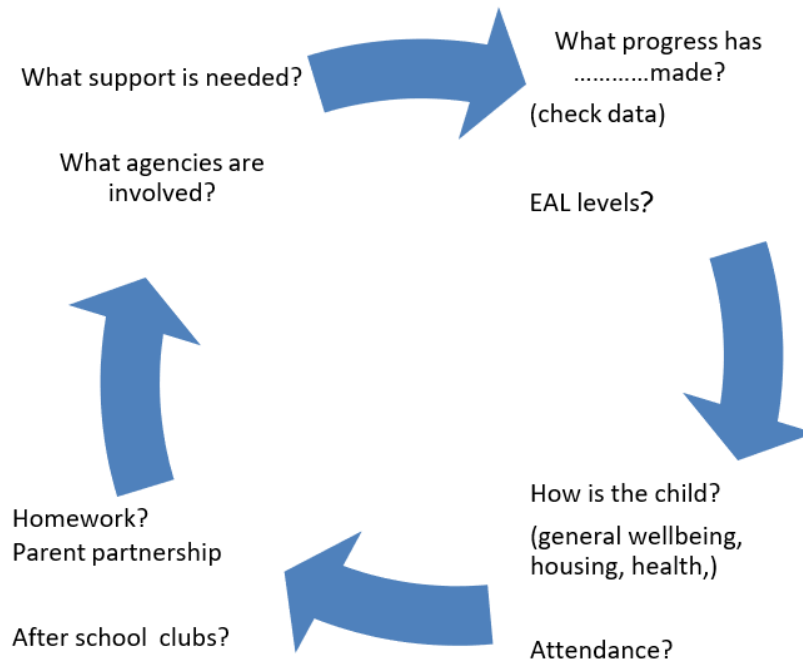 What support is needed?
What agencies are
involved?
What progress has
…………made?
(check data)
EAL levels?
How is the child?
(general wellbeing,
housing, health,)
Attendance?
Homework?
Parent partnership
After school  clubs?